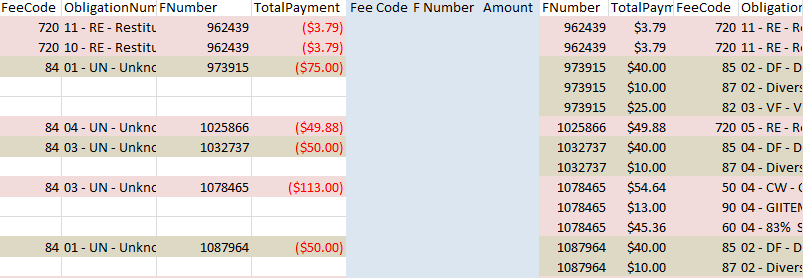 FeeCode ObligationNum FNumber TotalPayment Fee Code F Number Amount FNumber TotalPaym FeeCode Obligation
720 11 - RE - Restitu 962439 ($3.79) 962439 $3.79 720 11 - RE - R
720 10 - RE - Restitu 962439 ($3.79) 962439 $3.79 720 11 - RE - R
84 01 - UN - Unkno 973915 ($75.00) 973915 $40.00 85 02 - DF - D
973915 $10.00 87 02 - Divers
973915 $25.00 82 03 - VF - V
84 04 - UN - Unkno 1025866 ($49.88) 1025866 $49.88 720 05 - RE - R
84 03 - UN - Unkno 1032737 ($50.00) 1032737 $40.00 85 04 - DF - D
1032737 $10.00 87 04 - Divers
84 03 - UN - Unkno 1078465 ($113.00) 1078465 $54.64 50 04 - CW -
1078465 $13.00 90 04 - GIITEM
1078465 $45.36 60 04 - 83% S
84 01 - UN - Unkno 1087964 ($50.00) 1087964 $40.00 85 02 - DF - D
1087964 $10.00 87 02 - Divers